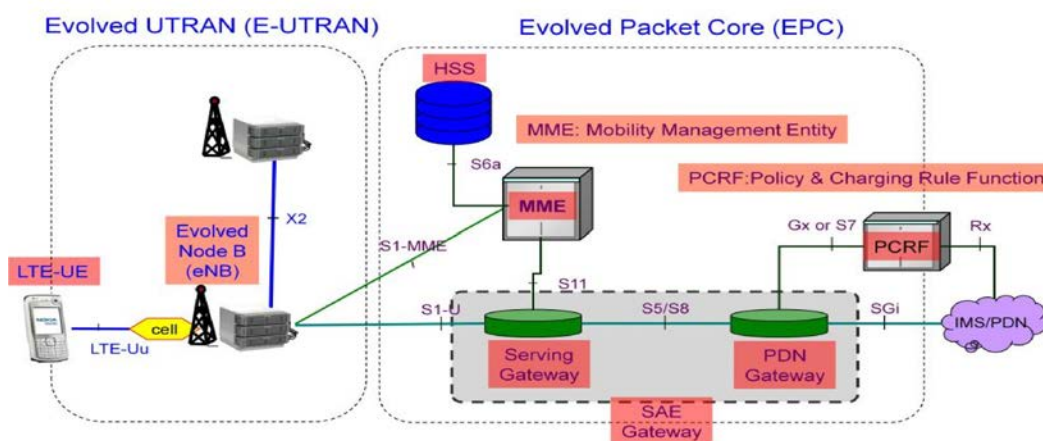 Evolved UTRAN (E-UTRAN)
Evolved Packet Core (EPC)
HSS
MME: Mobility Management Entity
S6a
PCRF:Policy & Charging Rule Function
MME
X2
Gx or S7
Rx
PCRF
Evolved
Node B
(eNB)
S1-MME
LTE-UE
S11
cell
S1-U
S5/S8
SGi
IMS/PDN
LTE-Uu
Serving
Gateway
PDN
Gateway
SAE
Gateway
NOKIA